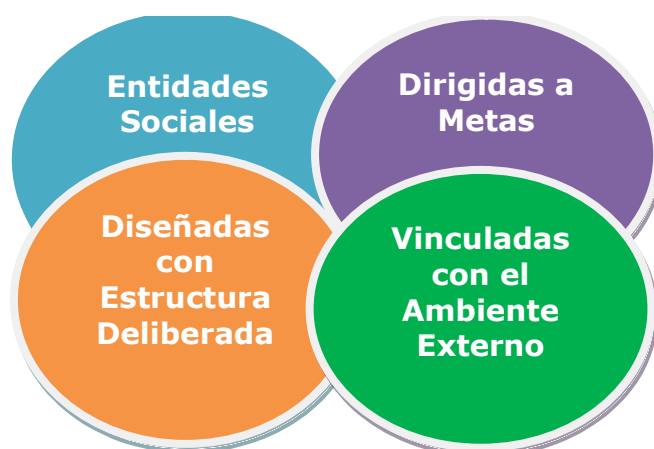 Entidades
Sociales
Dirigidas a
Metas
Diseñadas
con
Estructura
Deliberada
Vinculadas
con el
Ambiente
Externo